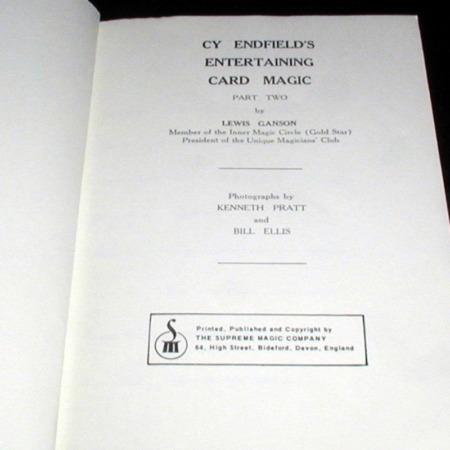 CY ENDFIELD'S
ENTERTAINING
CARD MAGIC
PART TWO
by
LEWIS GANSON
Member of the Inner Magic Circle (Gold Star)
President of the Unique Magicians' Club
Photographs by
KENNETH PRATT
and
BILL ELLIS
Printed, Published and Copyright by
THE SUPREME MAGIC COMPANY
64, High Street, Bideford, Devon, England